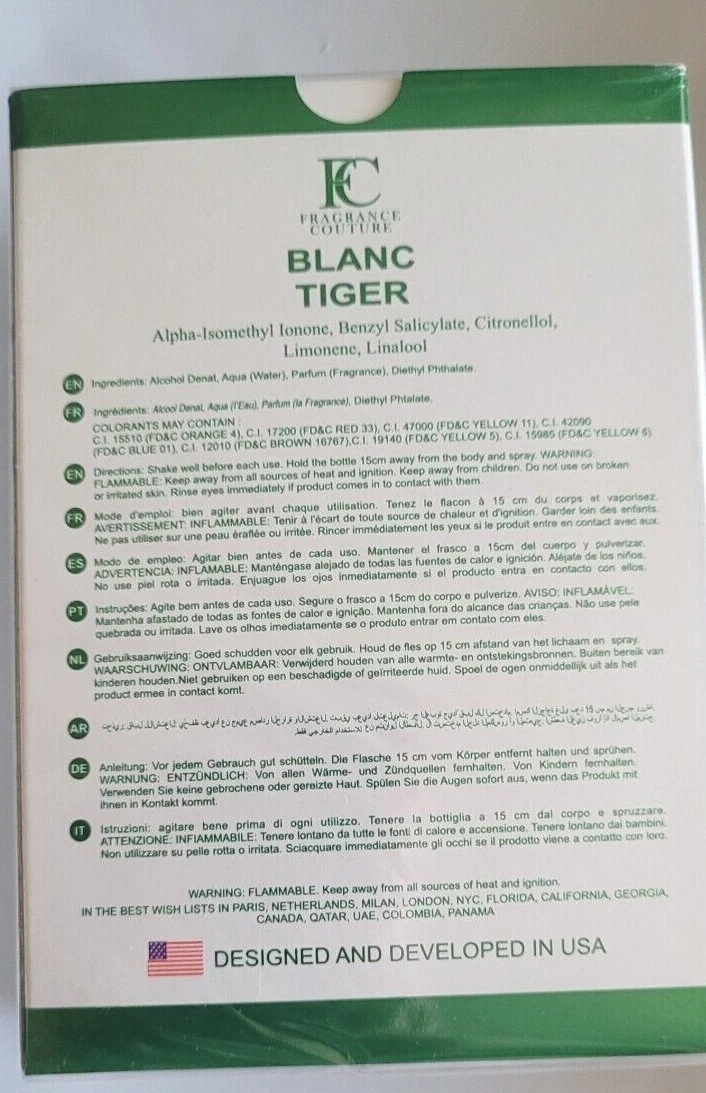 FC
FRAGRANCE
COUTURE
BLANC
TIGER
Alpha-Isomethyl Ionone, Benzyl Salicylate, Citronellol,
Limonene, Linalool
EN Ingredients: Alcohol Denat, Aqua (Water), Parfum (Fragrance), Diethyl Phthalate.
FR Ingrédients: Alcool Denat, Aqua (l'Eau), Parfum (la Fragrance), Diethyl Phtalate.
COLORANTS MAY CONTAIN :
C.I. 15510 (FD&C ORANGE 4), C.I. 17200 (FD&C RED 33), C.I. 47000 (FD&C YELLOW 11), C.I. 42090
(FD&C BLUE 01), C.I. 12010 (FD&C BROWN 16767),C.I. 19140 (FD&C YELLOW 5), C.I. 15985 (FD&C YELLOW 6)
EN Directions: Shake well before each use. Hold the bottle 15cm away from the body and spray. WARNING:
FLAMMABLE: Keep away from all sources of heat and ignition. Keep away from children. Do not use on broken
or irritated skin. Rinse eyes immediately if product comes in to contact with them.
FR Mode d'emploi: bien agiter avant chaque utilisation. Tenez le flacon à 15 cm du corps et vaporisez.
AVERTISSEMENT: INFLAMMABLE: Tenir à l'écart de toute source de chaleur et d'ignition. Garder loin des enfants.
Ne pas utiliser sur une peau éraflée ou irritée. Rincer immédiatement les yeux si le produit entre en contact avec eux.
ES Modo de empleo: Agitar bien antes de cada uso. Mantener el frasco a 15cm del cuerpo y pulverizar.
ADVERTENCIA: INFLAMABLE: Manténgase alejado de todas las fuentes de calor e ignición. Aléjate de los niños.
No use piel rota o irritada. Enjuague los ojos inmediatamente si el producto entra en contacto con ellos.
PT Instruções: Agite bem antes de cada uso. Segure o frasco a 15cm do corpo e pulverize. AVISO: INFLAMÁVEL:
Mantenha afastado de todas as fontes de calor e ignição. Mantenha fora do alcance das crianças. Não use pele
quebrada ou irritada. Lave os olhos imediatamente se o produto entrar em contato com eles.
NL Gebruiksaanwijzing: Goed schudden voor elk gebruik. Houd de fles op 15 cm afstand van het lichaam en spray.
WAARSCHUWING: ONTVLAMBAAR: Verwijderd houden van alle warmte- en ontstekingsbronnen. Buiten bereik van
kinderen houden.Niet gebruiken op een beschadigde of geïrriteerde huid. Spoel de ogen onmiddellijk uit als het
product ermee in contact komt.
AR
DE Anleitung: Vor jedem Gebrauch gut schütteln. Die Flasche 15 cm vom Körper entfernt halten und sprühen.
WARNUNG: ENTZÜNDLICH: Von allen Wärme- und Zündquellen fernhalten. Von Kindern fernhalten.
Verwenden Sie keine gebrochene oder gereizte Haut. Spülen Sie die Augen sofort aus, wenn das Produkt mit
ihnen in Kontakt kommt.
IT Istruzioni: agitare bene prima di ogni utilizzo. Tenere la bottiglia a 15 cm dal corpo e spruzzare.
ATTENZIONE: INFIAMMABILE: Tenere lontano da tutte le fonti di calore e accensione. Tenere lontano dai bambini.
Non utilizzare su pelle rotta o irritata. Sciacquare immediatamente gli occhi se il prodotto viene a contatto con loro.
WARNING: FLAMMABLE. Keep away from all sources of heat and ignition.
IN THE BEST WISH LISTS IN PARIS, NETHERLANDS, MILAN, LONDON, NYC, FLORIDA, CALIFORNIA, GEORGIA,
CANADA, QATAR, UAE, COLOMBIA, PANAMA
DESIGNED AND DEVELOPED IN USA